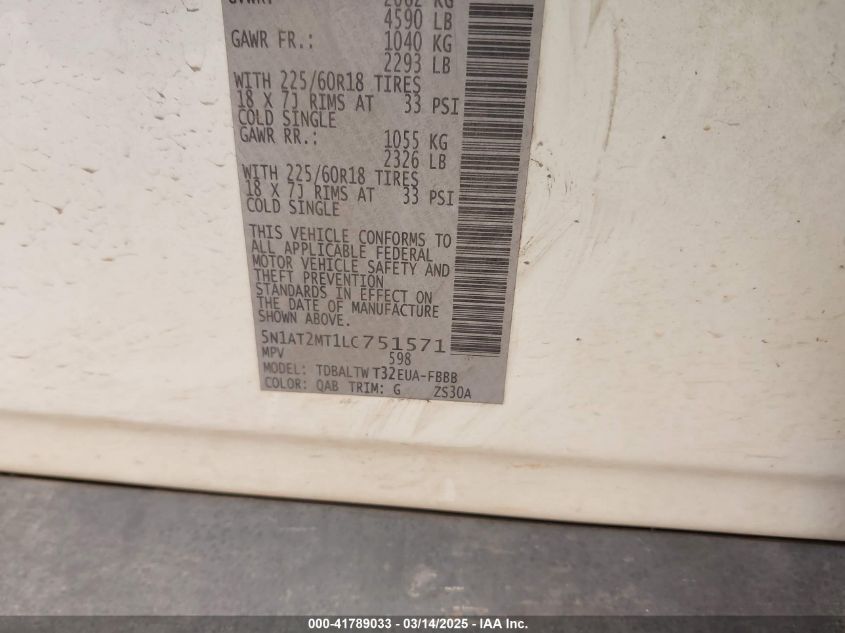 4590 LB
GAWR FR.: 1040 KG
2293 LB
WITH 225/60R18 TIRES
18 X 7J RIMS AT 33 PSI
COLD SINGLE
GAWR RR.: 1055 KG
2326 LB
WITH 225/60R18 TIRES
18 X 7J RIMS AT 33 PSI
COLD SINGLE
THIS VEHICLE CONFORMS TO
ALL APPLICABLE FEDERAL
MOTOR VEHICLE SAFETY AND
THEFT PREVENTION
STANDARDS IN EFFECT ON
THE DATE OF MANUFACTURE
SHOWN ABOVE.
5N1AT2MT1LC751571
MPV 598
MODEL: TDBALTW T32EUA-FBBB
COLOR: QAB TRIM: G ZS30A
000-41789033 - 03/14/2025 - IAA Inc.